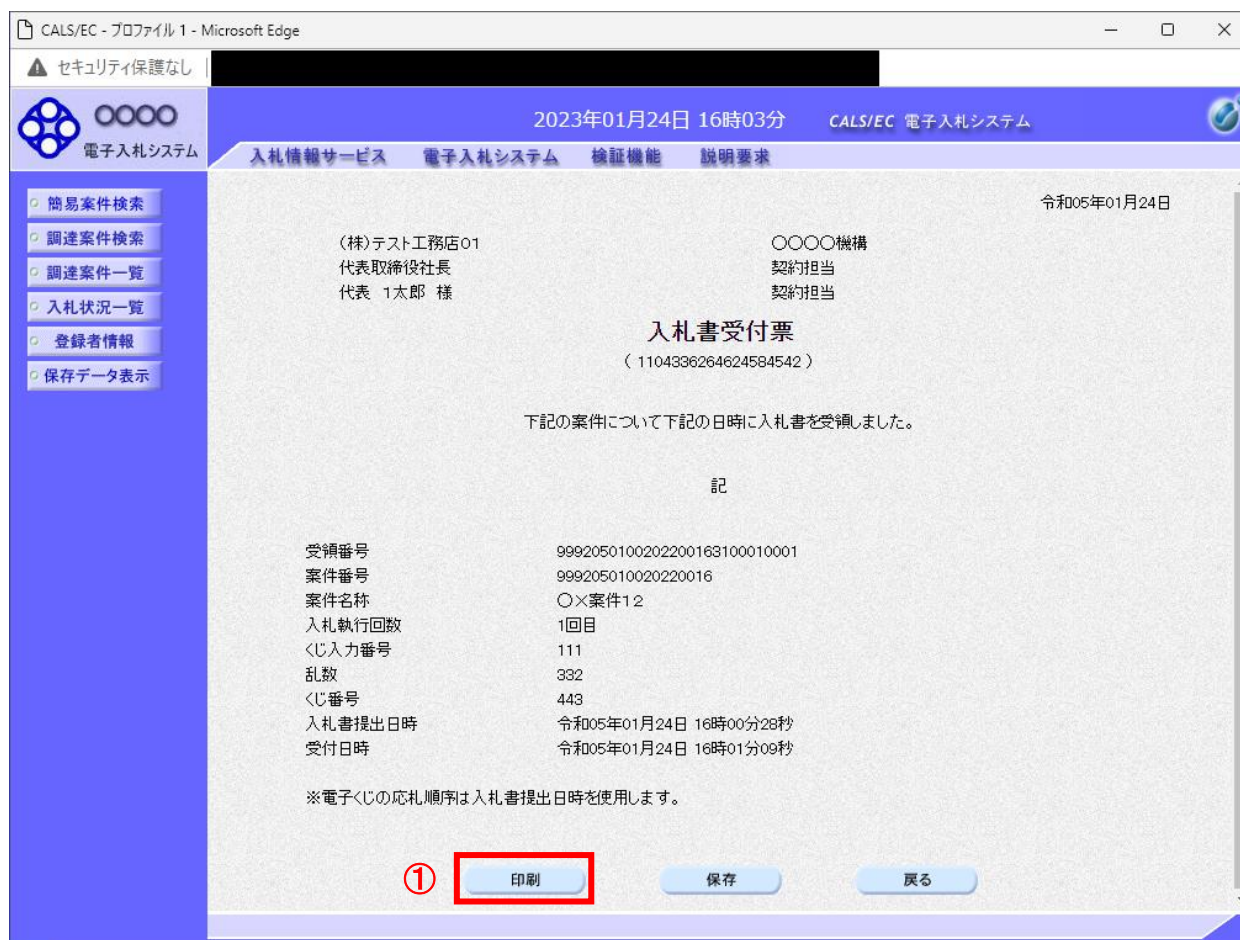 CALS/EC - プロファイル 1 - Microsoft Edge
セキュリティ保護なし
〇〇〇〇
電子入札システム
2023年01月24日 16時03分
CALS/EC 電子入札システム
入札情報サービス 電子入札システム 検証機能 説明要求
簡易案件検索
調達案件検索
調達案件一覧
入札状況一覧
登録者情報
保存データ表示
令和05年01月24日
(株)テスト工務店01
代表取締役社長
代表 1太郎 様
〇〇〇〇機構
契約担当
契約担当
入札書受付票
( 1104336264624584542 )
下記の案件について下記の日時に入札書を受領しました。
記
受領番号 9992050100202200163100010001
案件番号 999205010020220016
案件名称 〇×案件12
入札執行回数 1回目
くじ入力番号 111
乱数 332
くじ番号 443
入札書提出日時 令和05年01月24日 16時00分28秒
受付日時 令和05年01月24日 16時01分09秒
※電子くじの応札順序は入札書提出日時を使用します。
① 印刷 保存 戻る